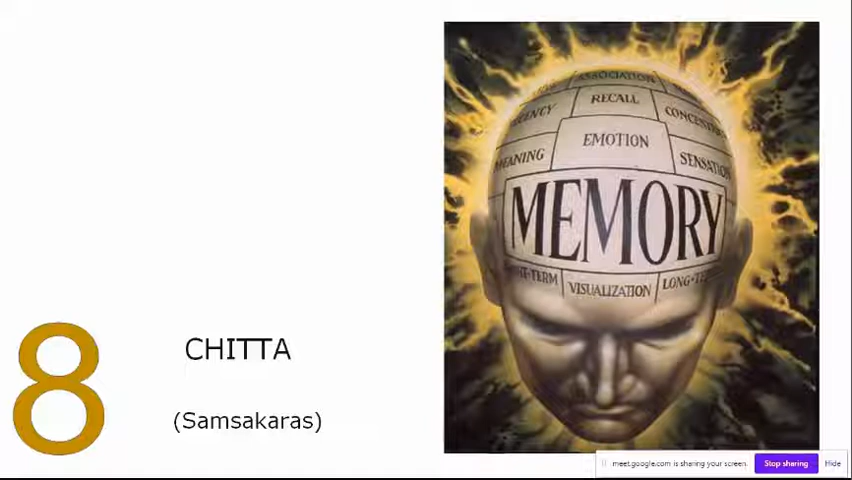 8
CHITTA
(Samsakaras)
ASSOCIATION
RECALL
EMOTION
MEANING
SENSATION
MEMORY
VISUALIZATION
meet.google.com is sharing your screen.
Stop sharing
Hide